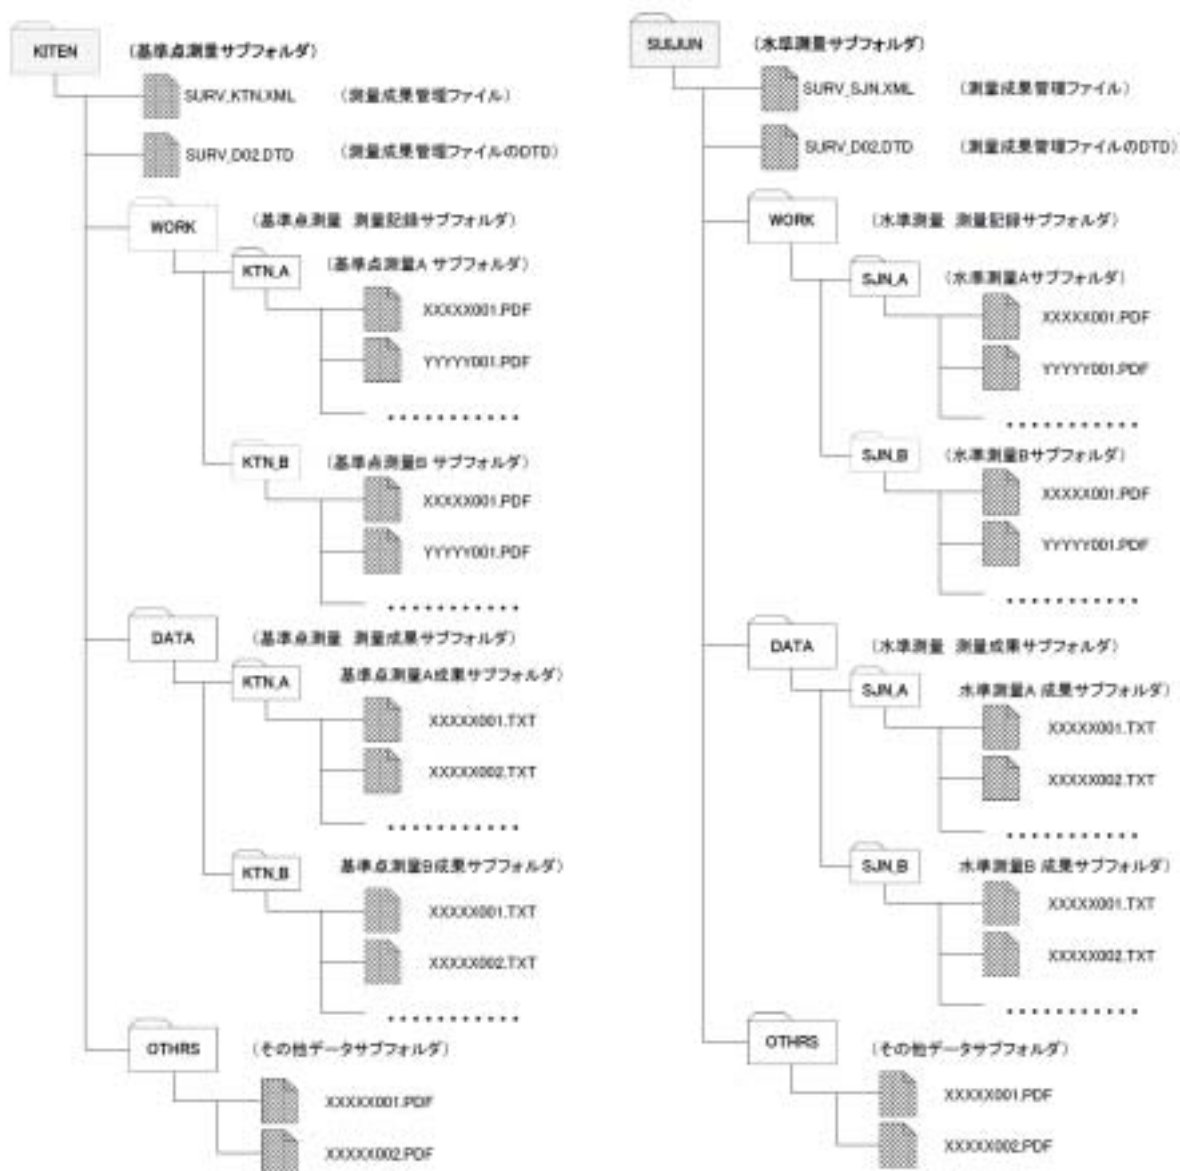 KITEN （基準点測量サブフォルダ）
SURV_KTN.XML （測量成果管理ファイル）
SURV_D02.DTD （測量成果管理ファイルのDTD）
WORK （基準点測量 測量記録サブフォルダ）
KTN_A （基準点測量A サブフォルダ）
XXXXX001.PDF
YYYYY001.PDF
...........
KTN_B （基準点測量B サブフォルダ）
XXXXX001.PDF
YYYYY001.PDF
...........
DATA （基準点測量 測量成果サブフォルダ）
KTN_A 基準点測量A成果サブフォルダ）
XXXXX001.TXT
XXXXX002.TXT
...........
KTN_B 基準点測量B成果サブフォルダ）
XXXXX001.TXT
XXXXX002.TXT
...........
OTHRS （その他データサブフォルダ）
XXXXX001.PDF
XXXXX002.PDF
SUIJUN （水準測量サブフォルダ）
SURV_SJN.XML （測量成果管理ファイル）
SURV_D02.DTD （測量成果管理ファイルのDTD）
WORK （水準測量 測量記録サブフォルダ）
SJN_A （水準測量Aサブフォルダ）
XXXXX001.PDF
YYYYY001.PDF
...........
SJN_B （水準測量Bサブフォルダ）
XXXXX001.PDF
YYYYY001.PDF
...........
DATA （水準測量 測量成果サブフォルダ）
SJN_A 水準測量A 成果サブフォルダ）
XXXXX001.TXT
XXXXX002.TXT
...........
SJN_B 水準測量B 成果サブフォルダ）
XXXXX001.TXT
XXXXX002.TXT
...........
OTHRS （その他データサブフォルダ）
XXXXX001.PDF
XXXXX002.PDF